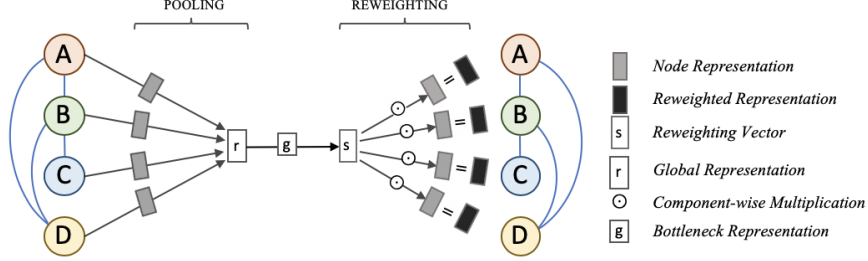 POOLING
REWEIGHTING
A
B
C
D
r
g
s
⊙
=
⊙
=
⊙
=
⊙
=
A
B
C
D
Node Representation
Reweighted Representation
s Reweighting Vector
r Global Representation
⊙ Component-wise Multiplication
g Bottleneck Representation